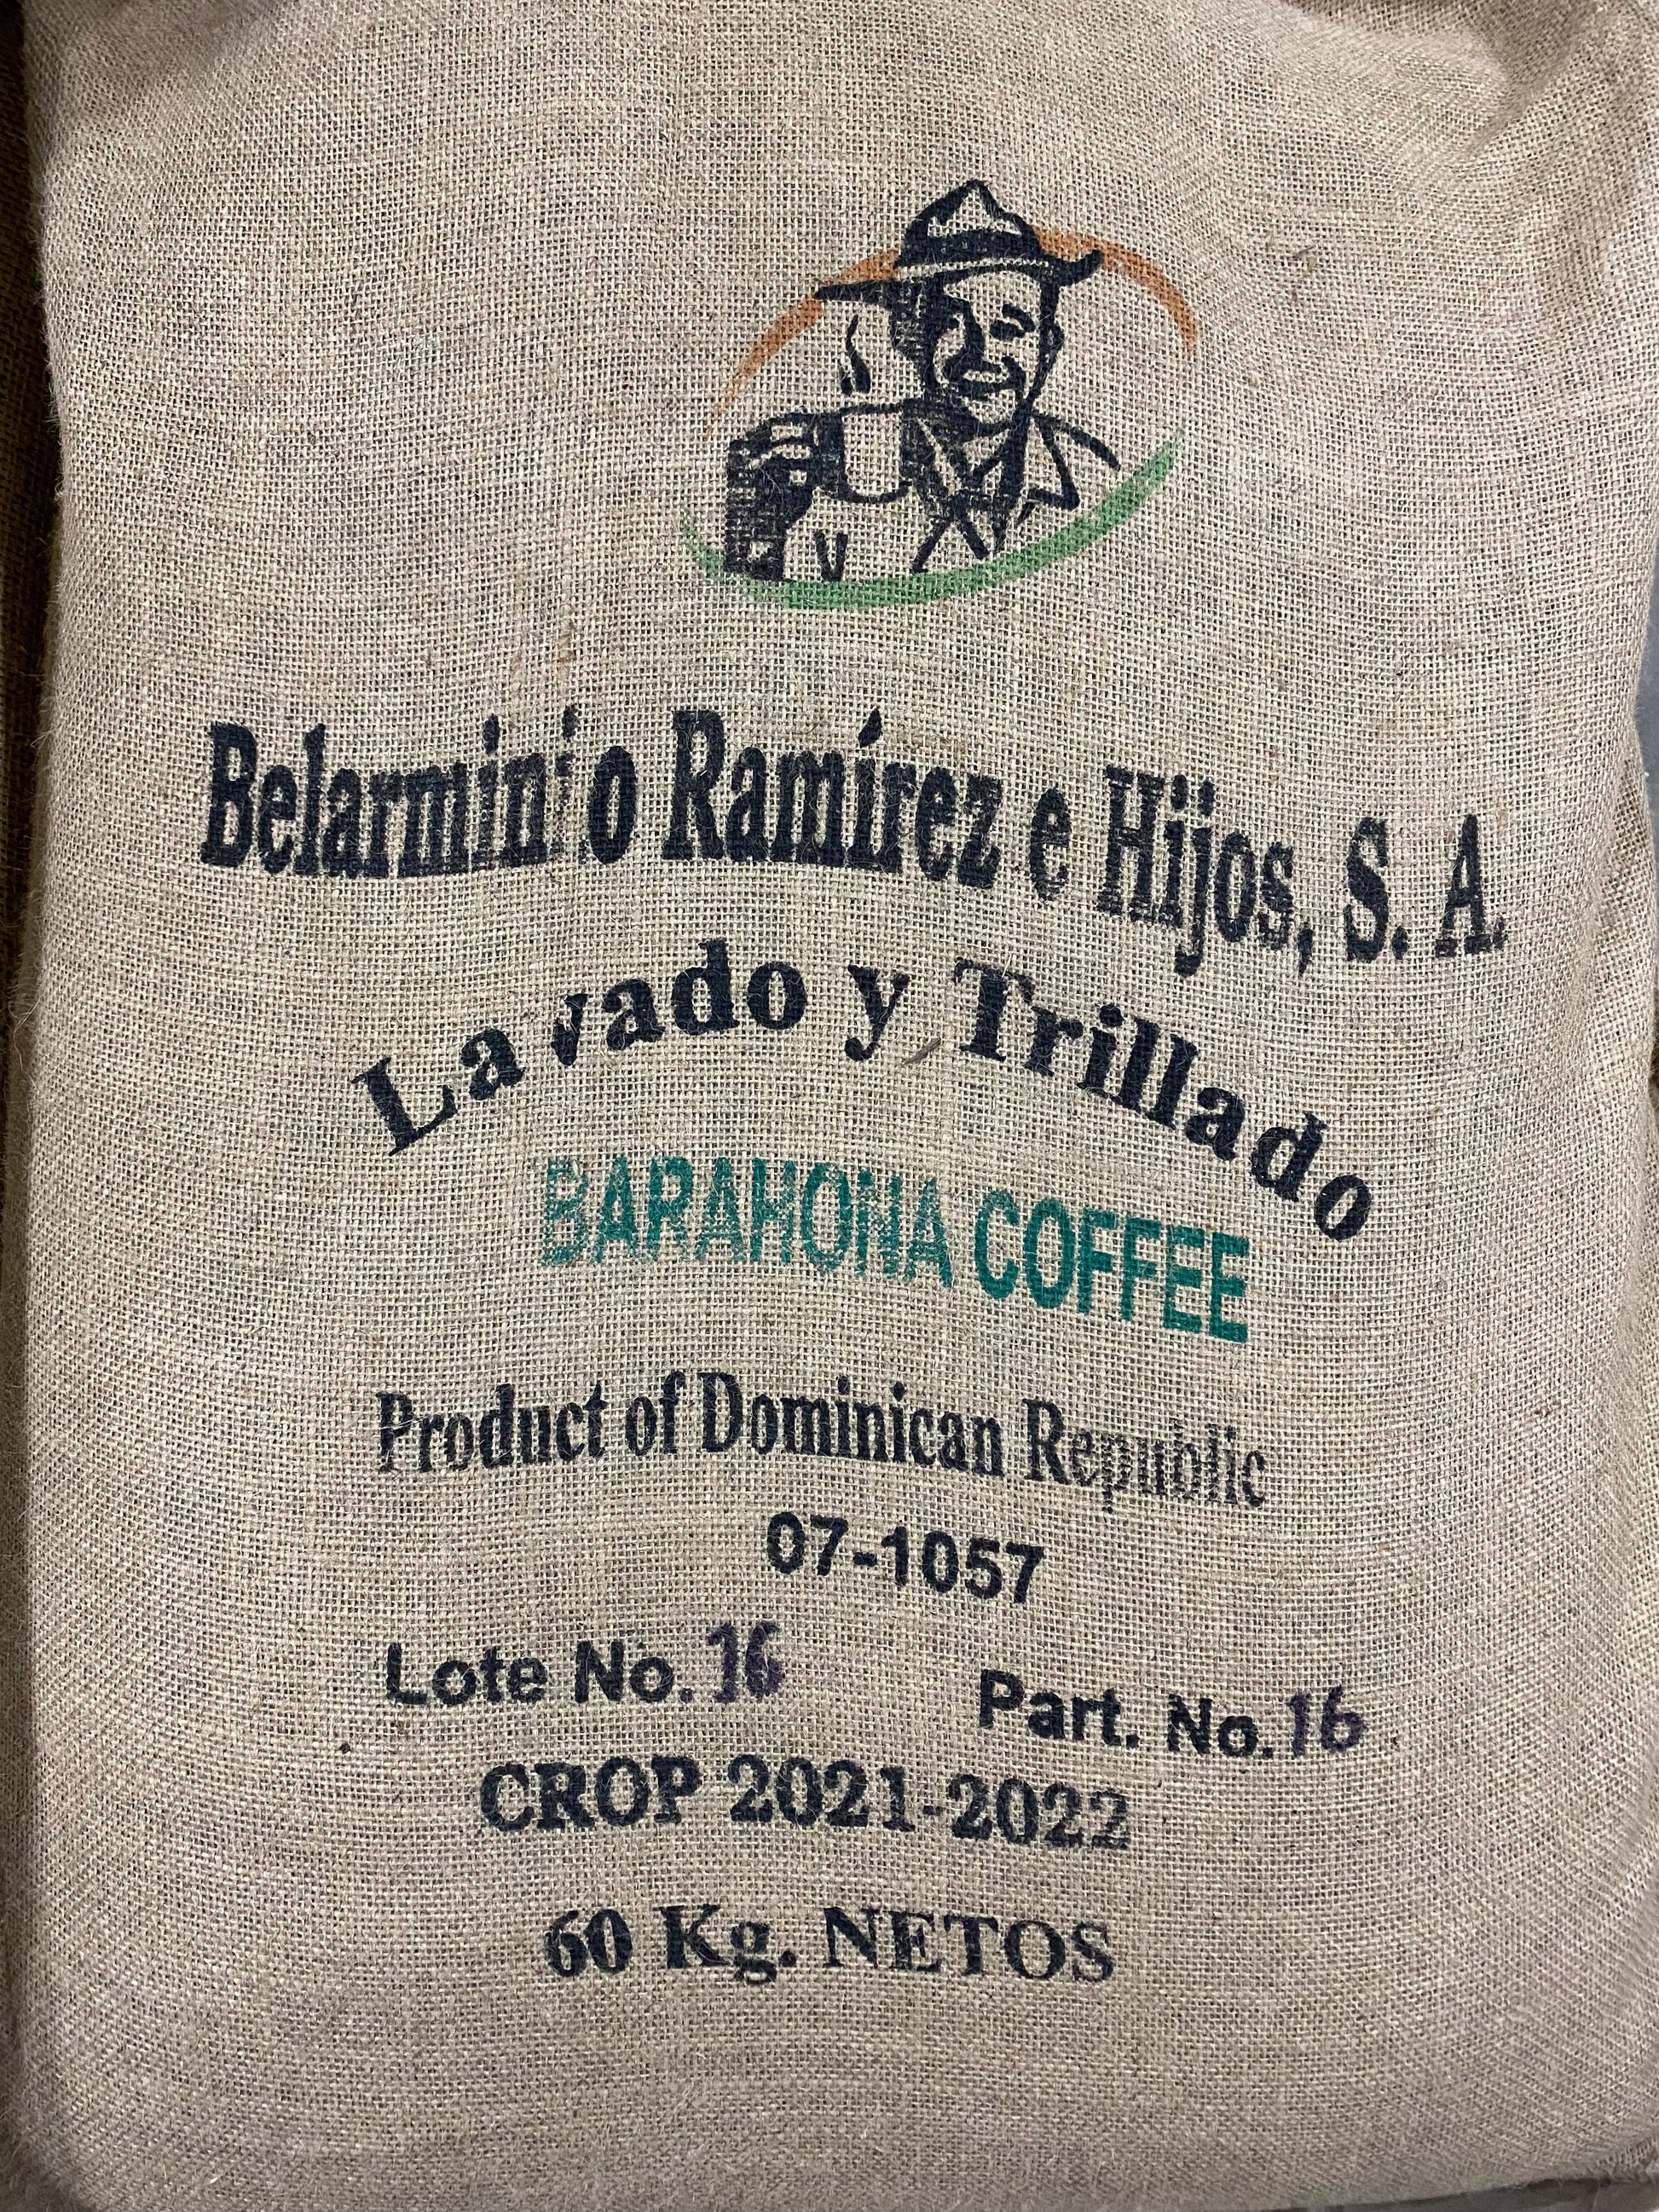 Belarminio Ramírez e Hijos, S. A.
Lavado y Trillado
BARAHONA COFFEE
Product of Dominican Republic
07-1057
Lote No. 16 Part. No. 16
CROP 2021-2022
60 Kg. NETOS